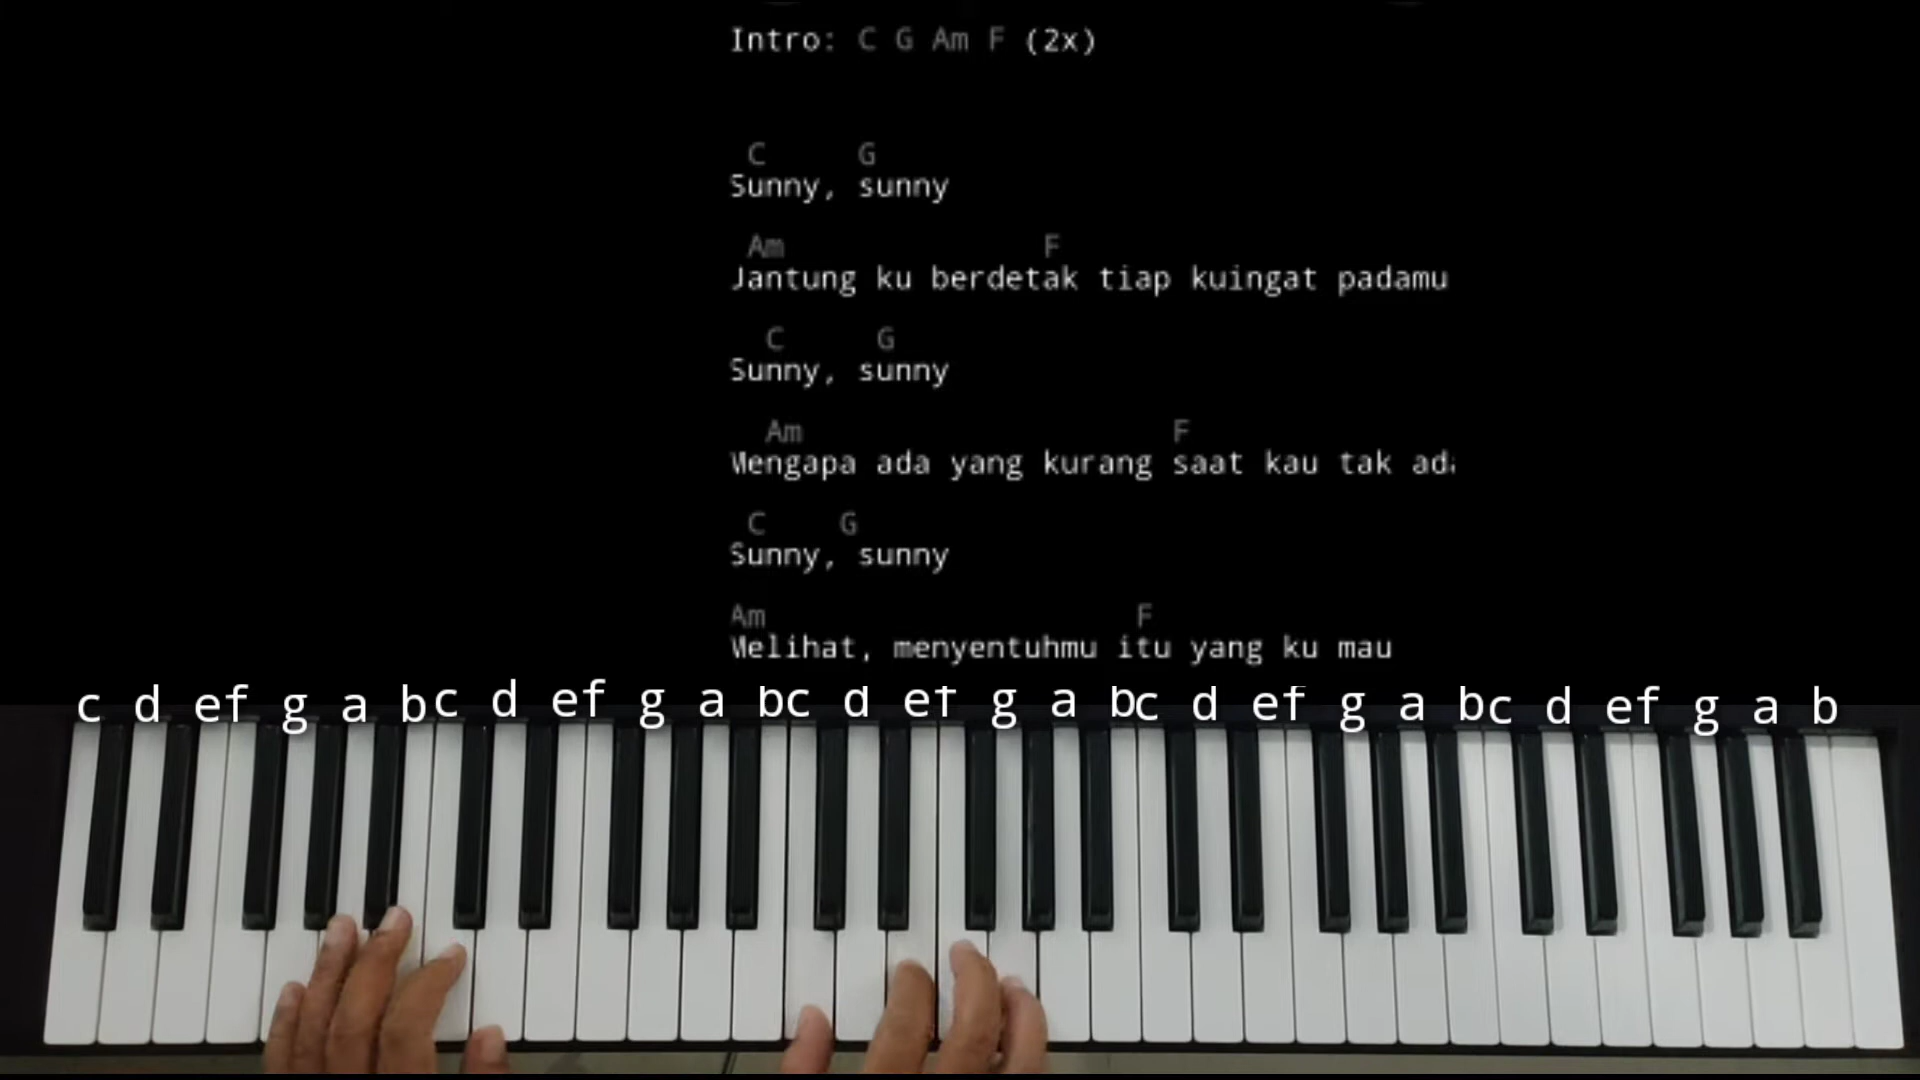 Intro: C G Am F (2x)
C G
Sunny, sunny
Am F
Jantung ku berdetak tiap kuingat padamu
C G
Sunny, sunny
Am F
Mengapa ada yang kurang saat kau tak ada
C G
Sunny, sunny
Am F
Melihat, menyentuhmu itu yang ku mau
c d ef g a bc d ef g a bc d ef g a bc d ef g a bc d ef g a b